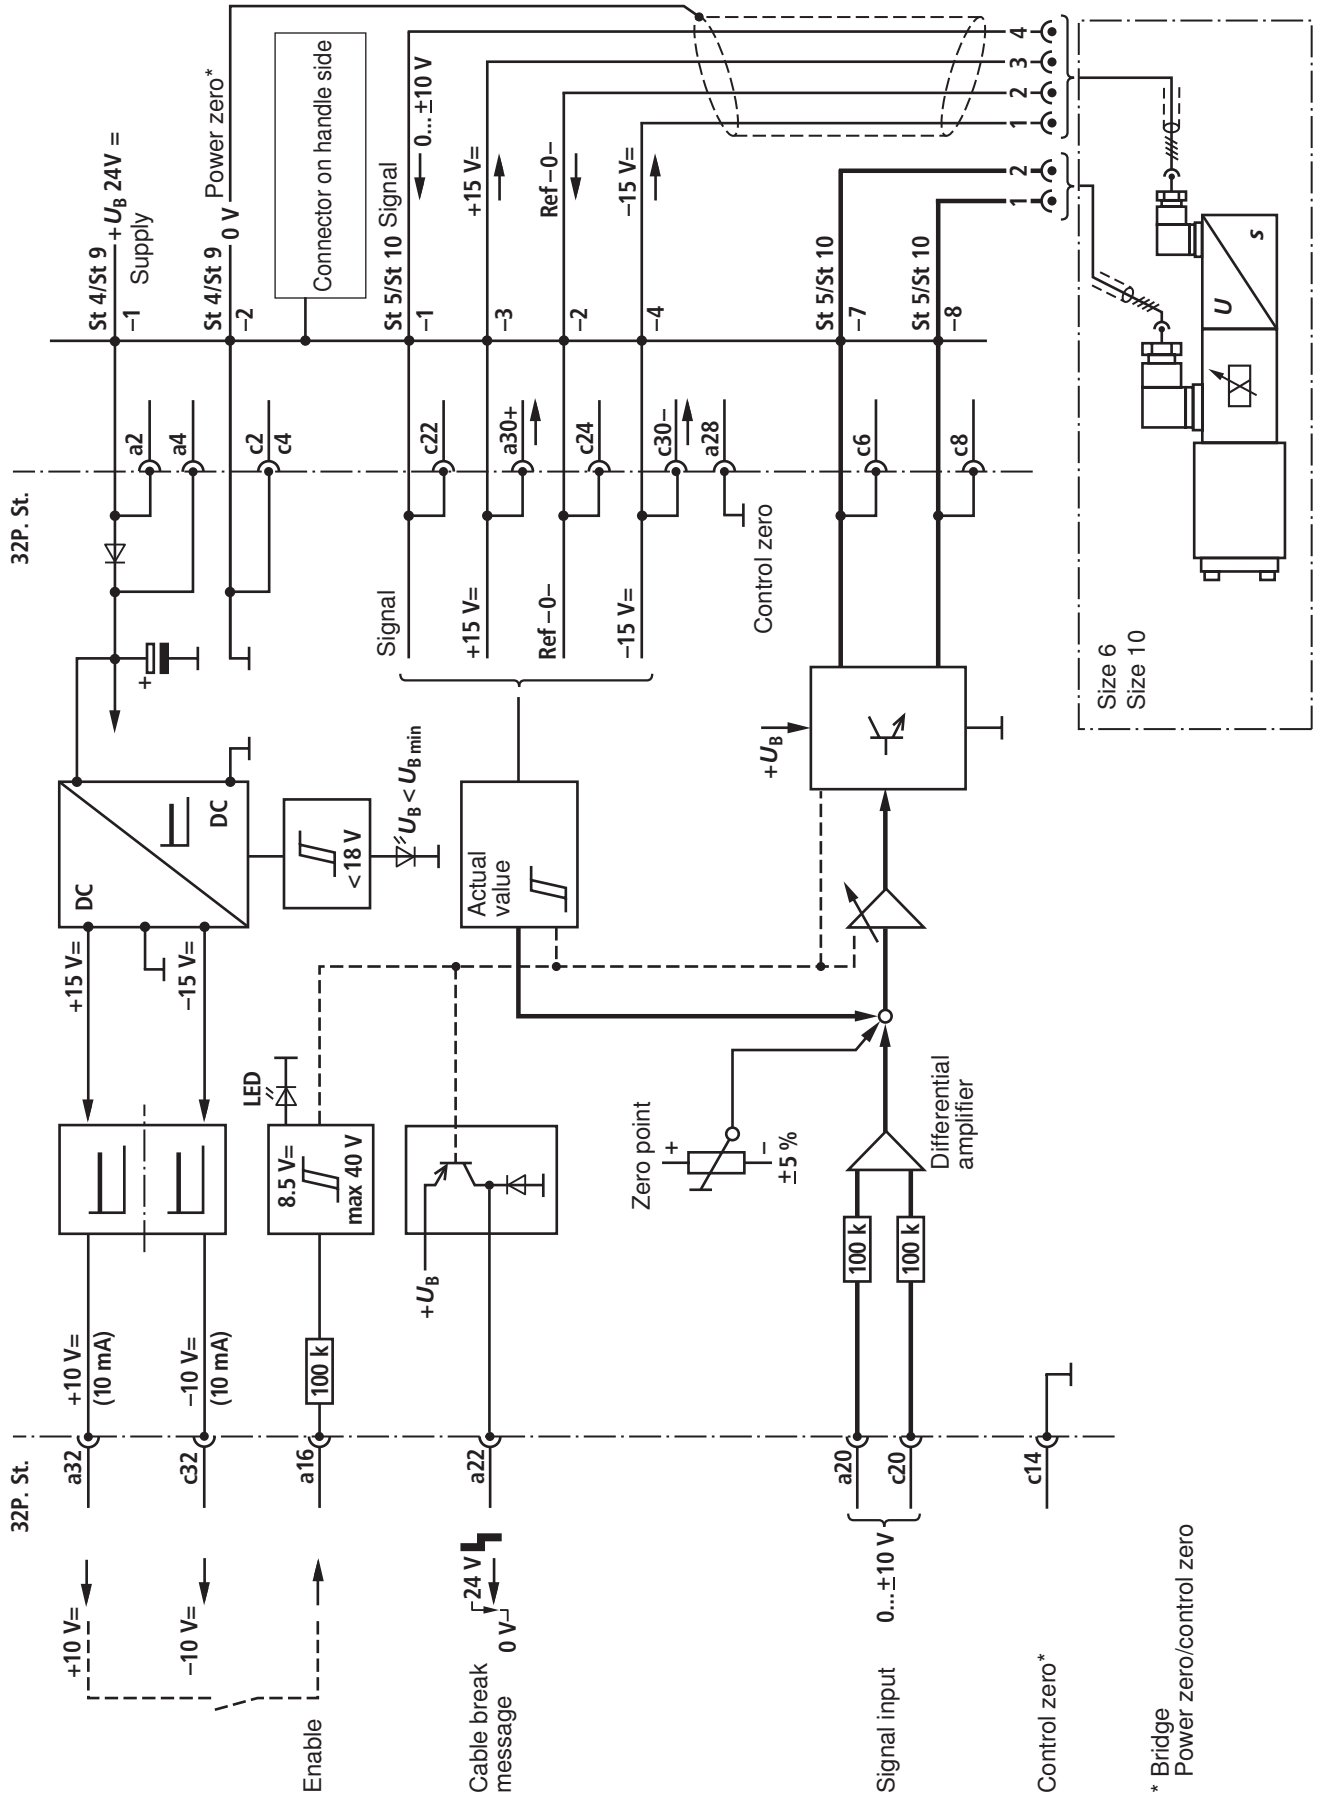 32P. St.
32P. St.
+10 V=
a32
+10 V=
(10 mA)
+15 V=
DC
DC
+
a2
a4
St 4/St 9
–1
+UB 24V =
Supply
–10 V=
c32
–10 V=
(10 mA)
–15 V=
c2
c4
St 4/St 9
–2
0 V
Power zero*
Connector on handle side
Enable
a16
100 k
8.5 V=
max 40 V
LED
<18 V
UB < UB min
Cable break
message
24 V
0 V
a22
+UB
Actual
value
Signal
c22
St 5/St 10
–1
Signal
0...±10 V
4
+15 V=
a30+
–3
+15 V=
3
Ref –0–
c24
–2
Ref –0–
2
–15 V=
c30–
–4
–15 V=
1
a28
Control zero
Zero point
+
–
±5 %
Signal input
0...±10 V
a20
c20
100 k
100 k
Differential
amplifier
+UB
c6
St 5/St 10
–7
2
c8
St 5/St 10
–8
1
Control zero*
c14
Size 6
Size 10
U
s
* Bridge
Power zero/control zero